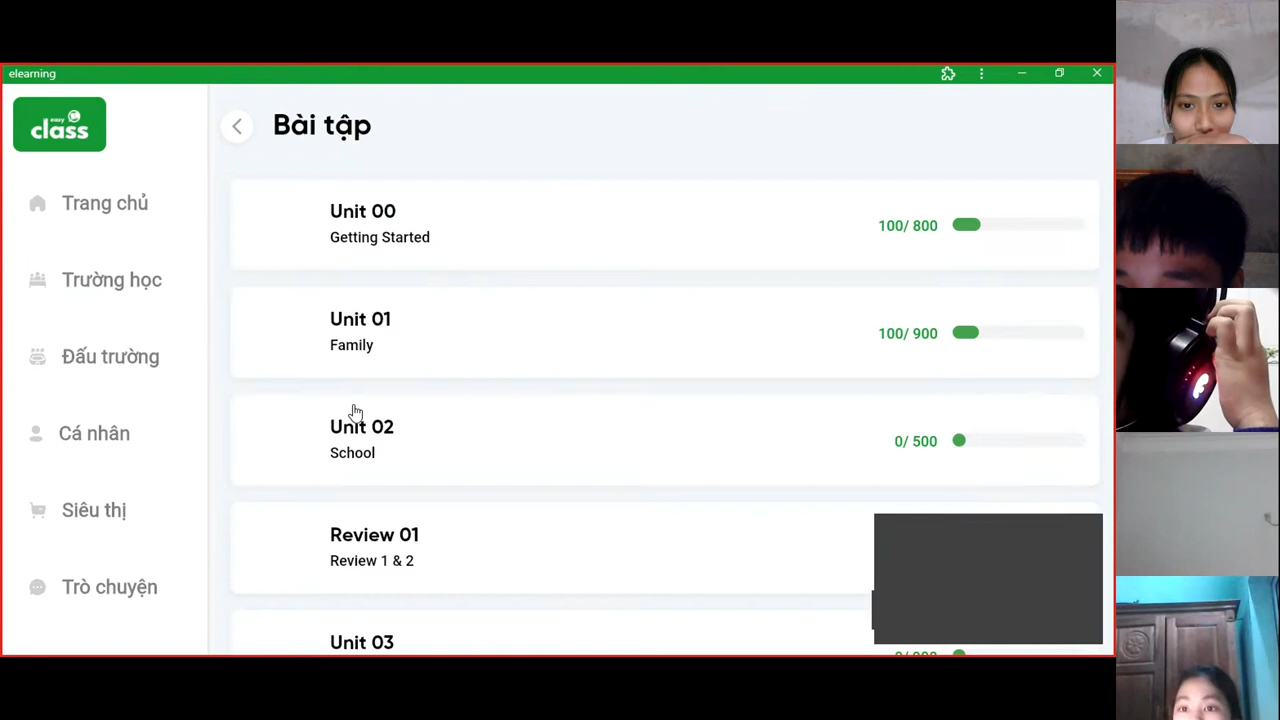 elearning
easy
class
Bài tập
Trang chủ
Trường học
Đấu trường
Cá nhân
Siêu thị
Trò chuyện
Unit 00
Getting Started
100/ 800
Unit 01
Family
100/ 900
Unit 02
School
0/ 500
Review 01
Review 1 & 2
Unit 03